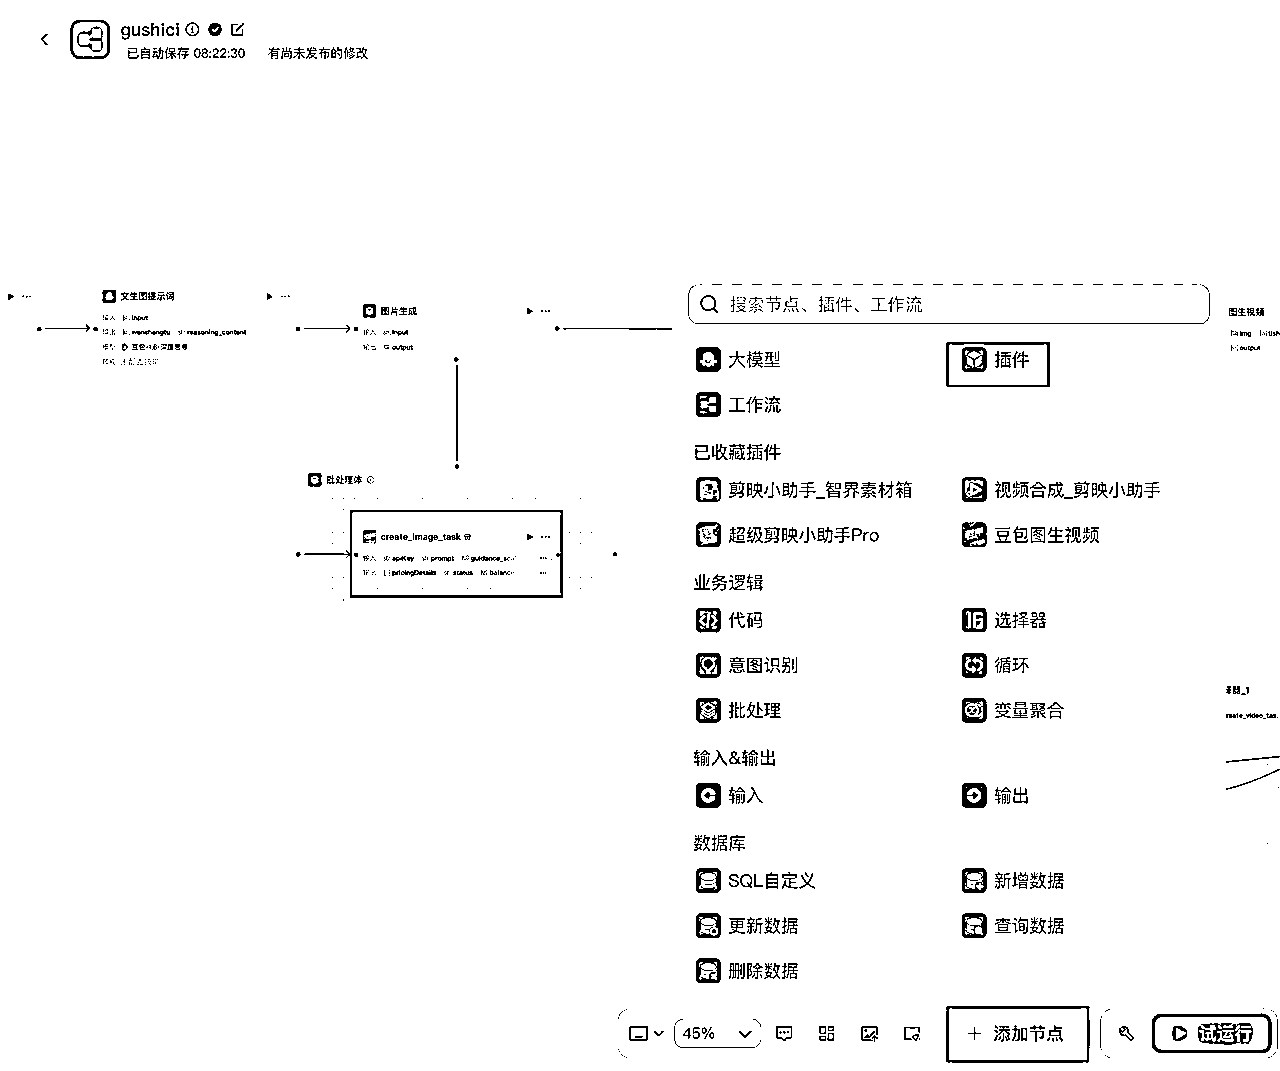 gushici
已自动保存 08:22:30 有尚未发布的修改
文生图提示词
输入 input
输出 wenshengtu reasoning_content
图片生成
输入 input
输出 output
批处理体
create_image_task
输入 apiKey prompt
pricingDetails status balance
搜索节点、插件、工作流
大模型 插件
工作流
已收藏插件
剪映小助手_智界素材箱 视频合成_剪映小助手
超级剪映小助手Pro 豆包图生视频
业务逻辑
代码 选择器
意图识别 循环
批处理 变量聚合
输入&输出
输入 输出
数据库
SQL自定义 新增数据
更新数据 查询数据
删除数据
图生视频
img
output
45% 添加节点 试运行